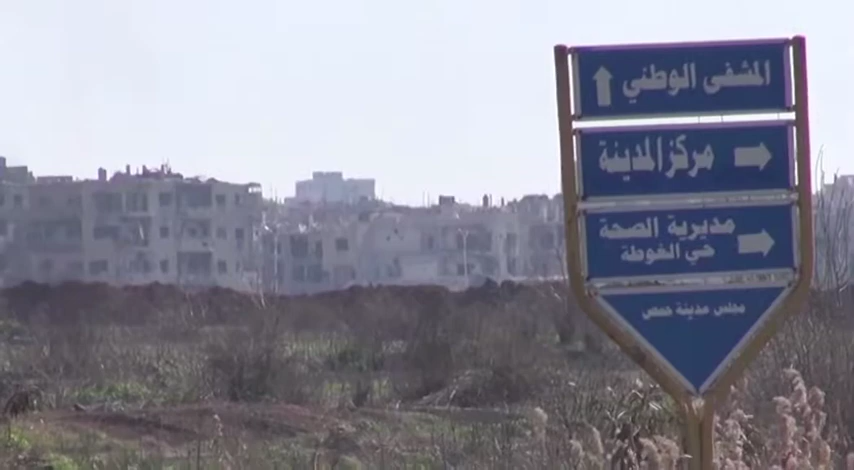 المشفى الوطني
مركز المدينة
مديرية الصحة
حي الغوطة
مجلس مدينة حمص